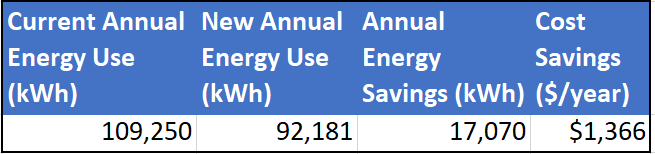 Current Annual Energy Use (kWh) New Annual Energy Use (kWh) Annual Energy Savings (kWh) Cost Savings ($/year)
109,250 92,181 17,070 $1,366